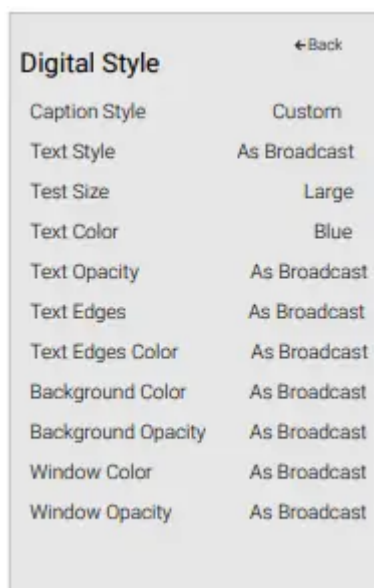 ←Back
Digital Style
Caption Style Custom
Text Style As Broadcast
Test Size Large
Text Color Blue
Text Opacity As Broadcast
Text Edges As Broadcast
Text Edges Color As Broadcast
Background Color As Broadcast
Background Opacity As Broadcast
Window Color As Broadcast
Window Opacity As Broadcast